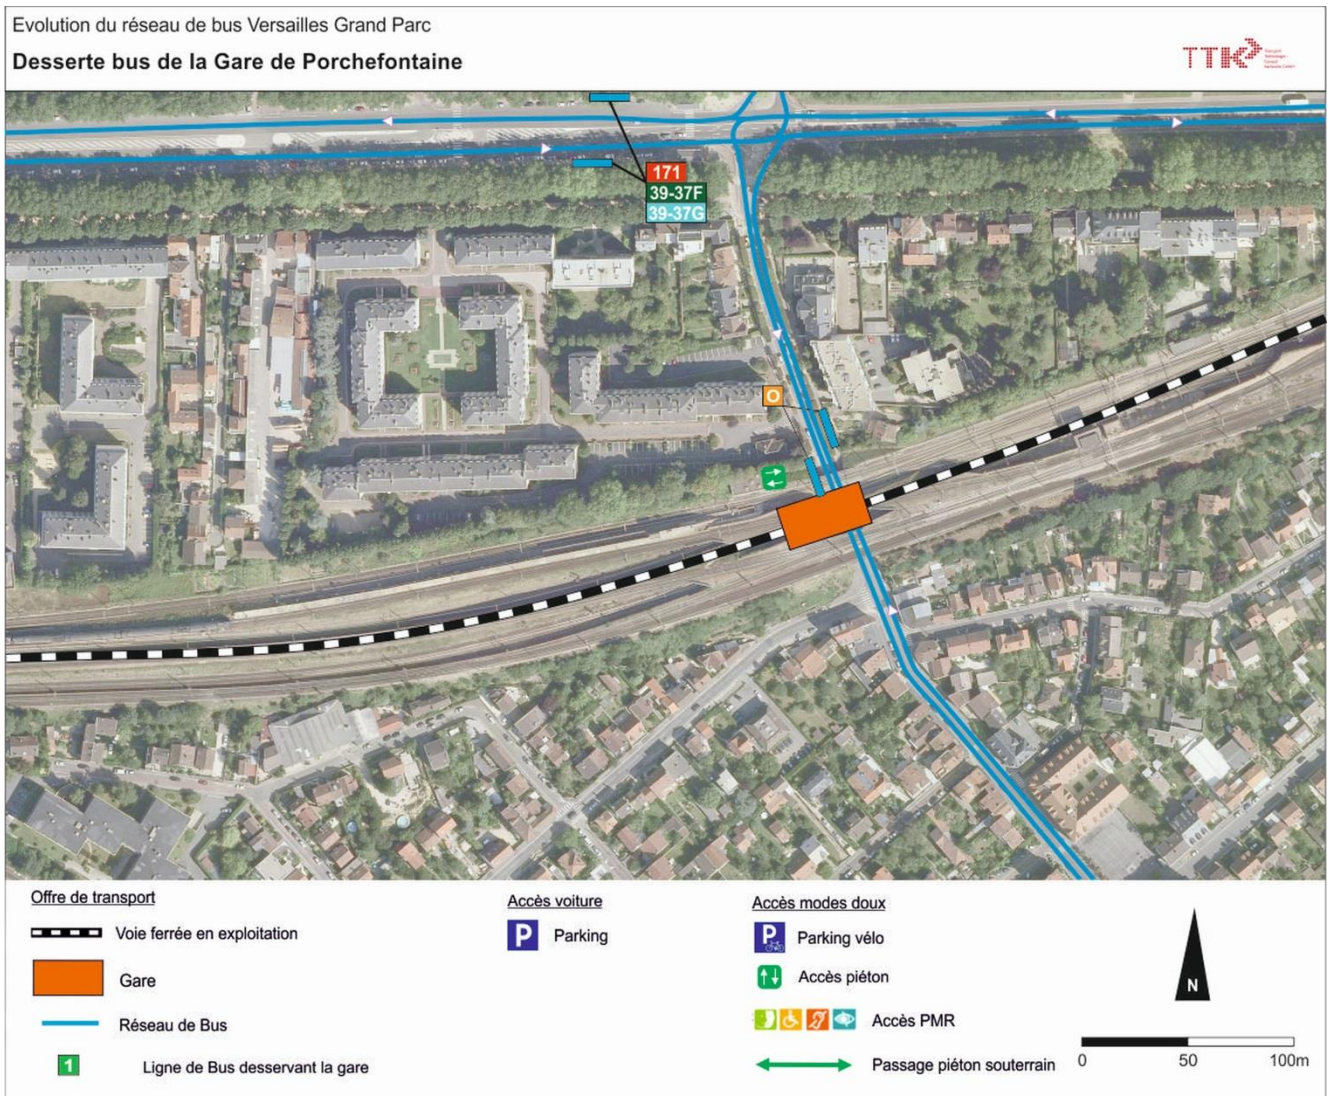 Evolution du réseau de bus Versailles Grand Parc
Desserte bus de la Gare de Porchefontaine
TTK
171
39-37F
39-37G
O
Offre de transport
Voie ferrée en exploitation
Gare
Réseau de Bus
1
Ligne de Bus desservant la gare
Accès voiture
P
Parking
Accès modes doux
P
Parking vélo
Accès piéton
Accès PMR
Passage piéton souterrain
N
0 50 100m